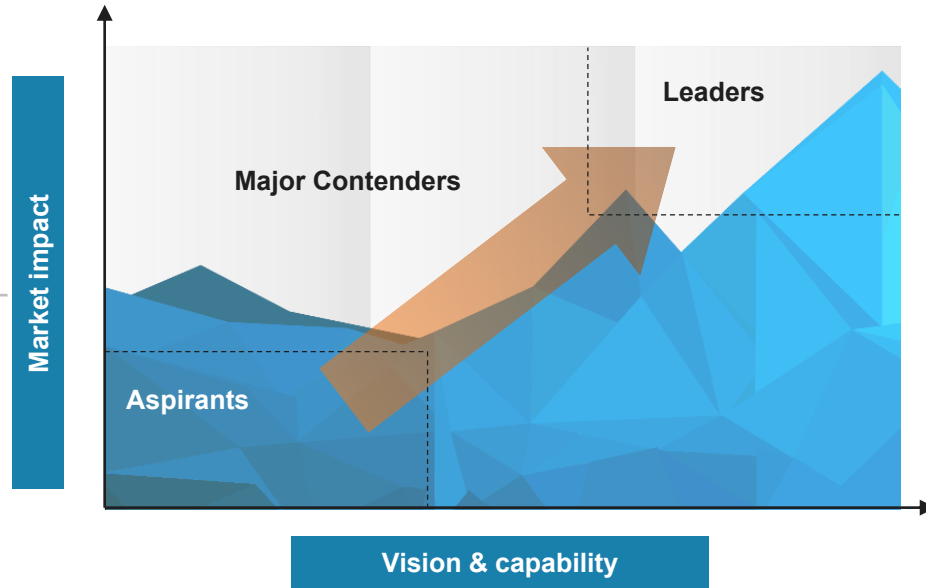 Leaders
Major Contenders
Market impact
Aspirants
Vision & capability